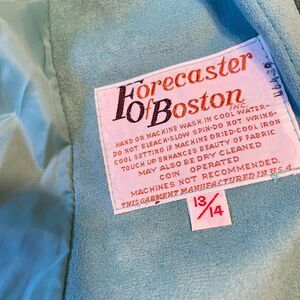 Forecaster
Of Boston INC.
HAND OR MACHINE WASH IN COOL WATER-
DO NOT BLEACH-SLOW SPIN-DO NOT WRING-
COOL SETTING IF MACHINE DRIED-COOL IRON
TOUCH UP ENHANCES BEAUTY OF FABRIC
MAY ALSO BE DRY CLEANED
COIN OPERATED
MACHINES NOT RECOMMENDED.
THIS GARMENT MANUFACTURED IN U.S.A.
13/14